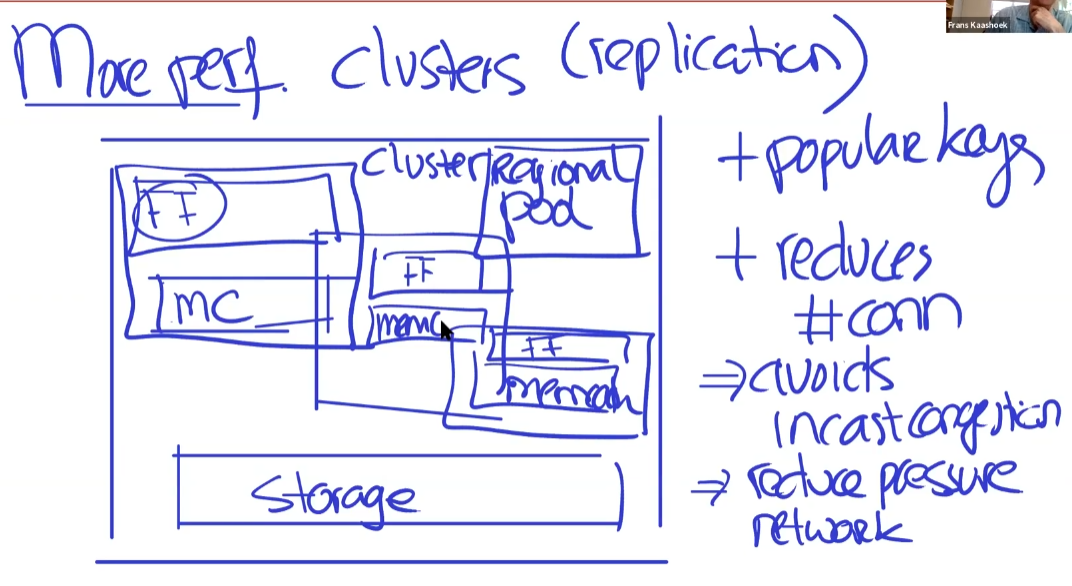 Frans Kaashoek
More perf. clusters (replication)
cluster Regional
pod
FE
MC
FE
memc
FE
memcach
Storage
+ popular keys
+ reduces
# conn
⇒ avoids
incast congestion
⇒ reduce pressure
network